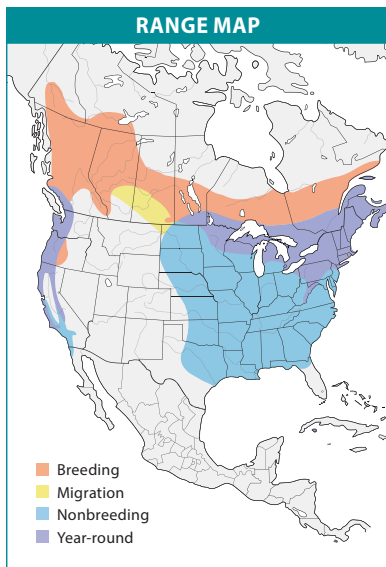 RANGE MAP
Breeding
Migration
Nonbreeding
Year-round